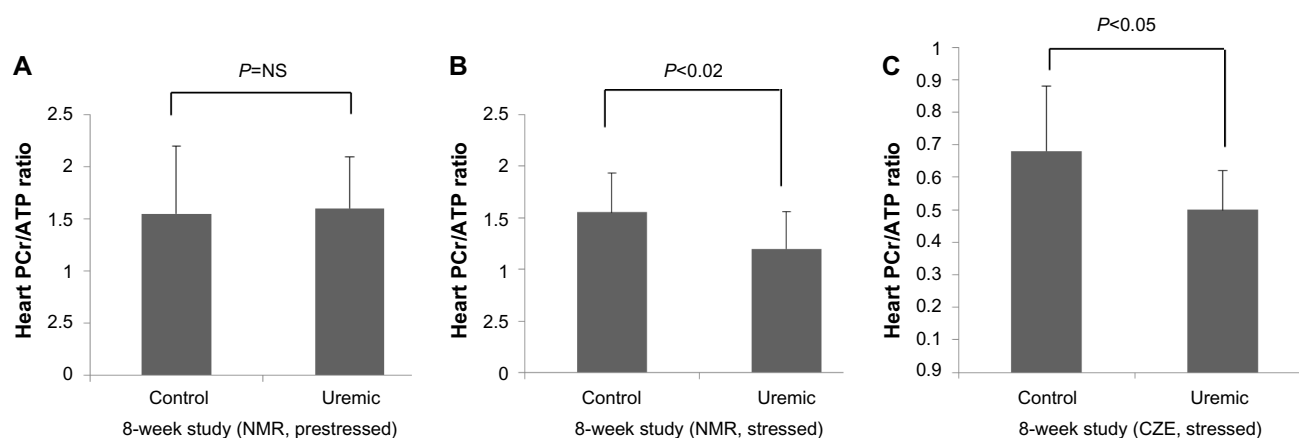 A
P=NS
Heart PCr/ATP ratio
2.5
2
1.5
1
2.5
0
Control Uremic
8-week study (NMR, prestressed)
B
P<0.02
Heart PCr/ATP ratio
2.5
2
1.5
1
2.5
0
Control Uremic
8-week study (NMR, stressed)
C
P<0.05
Heart PCr/ATP ratio
1
0.9
0.8
0.7
0.6
0.5
0.4
0.3
0.2
0.1
0.9
Control Uremic
8-week study (CZE, stressed)